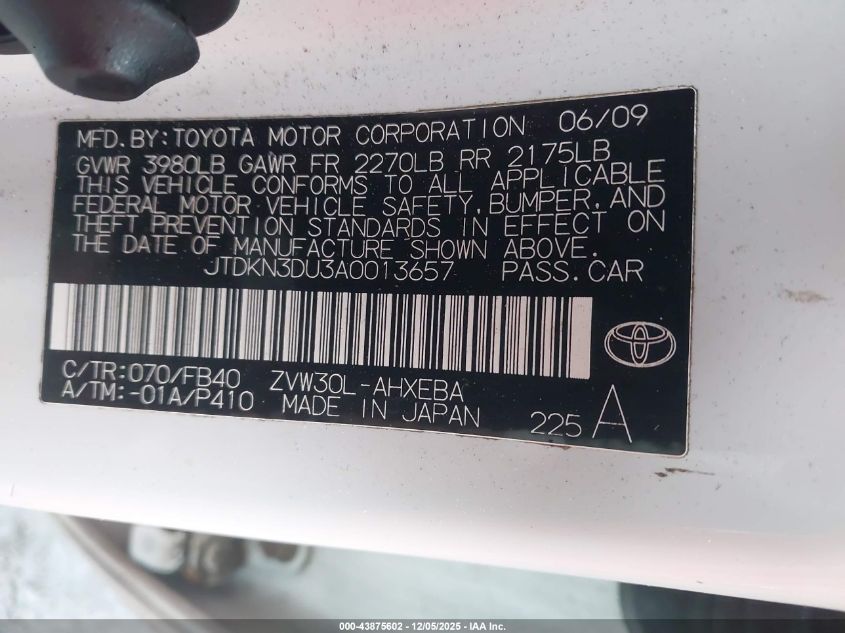 MFD.BY:TOYOTA MOTOR CORPORATION 06/09
GVWR 3980LB GAWR FR 2270LB RR 2175LB
THIS VEHICLE CONFORMS TO ALL APPLICABLE
FEDERAL MOTOR VEHICLE SAFETY,BUMPER,AND
THEFT PREVENTION STANDARDS IN EFFECT ON
THE DATE OF MANUFACTURE SHOWN ABOVE.
JTDKN3DU3A0013657 PASS.CAR
C/TR:070/FB40 ZVW30L-AHXEBA
A/TM:-01A/P410 MADE IN JAPAN 225 A
000-43875602 - 12/05/2025 - IAA Inc.